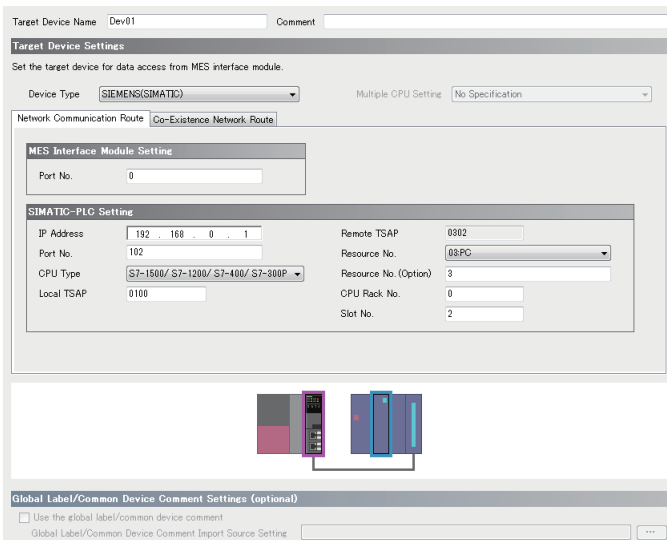 Target Device Name Dev01 Comment
Target Device Settings
Set the target device for data access from MES interface module.
Device Type SIEMENS(SIMATIC) Multiple CPU Setting No Specification
Network Communication Route Co-Existence Network Route
MES Interface Module Setting
Port No. 0
SIMATIC-PLC Setting
IP Address 192 . 168 . 0 . 1 Remote TSAP 0302
Port No. 102 Resource No. 03:PC
CPU Type S7-1500/ S7-1200/ S7-400/ S7-300P Resource No. (Option) 3
Local TSAP 0100 CPU Rack No. 0
Slot No. 2
Global Label/Common Device Comment Settings (optional)
Use the global label/common device comment
Global Label/Common Device Comment Import Source Setting ...